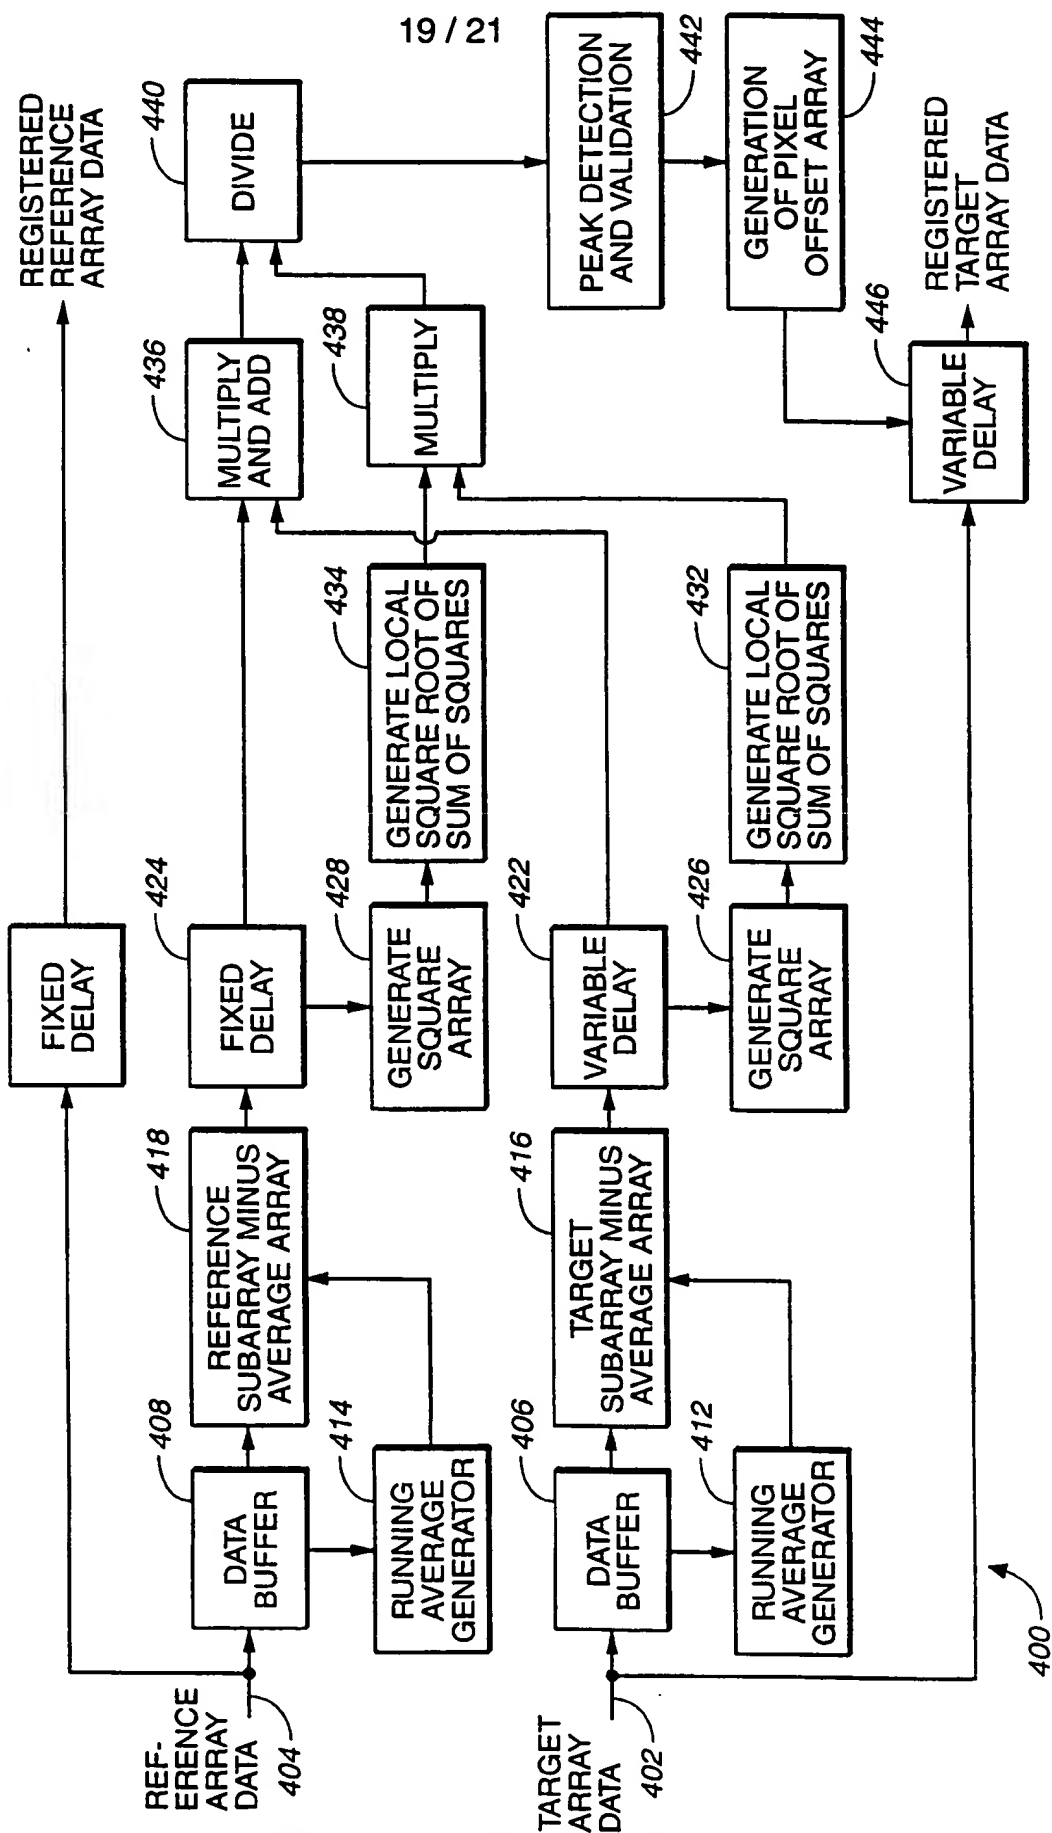 19 / 21
REGISTERED
REFERENCE
ARRAY DATA
FIXED
DELAY
REF-
ERENCE
ARRAY
DATA
404
408
DATA
BUFFER
414
RUNNING
AVERAGE
GENERATOR
418
REFERENCE
SUBARRAY MINUS
AVERAGE ARRAY
424
FIXED
DELAY
428
GENERATE
SQUARE
ARRAY
434
GENERATE LOCAL
SQUARE ROOT OF
SUM OF SQUARES
436
MULTIPLY
AND ADD
438
MULTIPLY
440
DIVIDE
TARGET
ARRAY
DATA
402
406
DATA
BUFFER
412
RUNNING
AVERAGE
GENERATOR
416
TARGET
SUBARRAY MINUS
AVERAGE ARRAY
422
VARIABLE
DELAY
426
GENERATE
SQUARE
ARRAY
432
GENERATE LOCAL
SQUARE ROOT OF
SUM OF SQUARES
PEAK DETECTION
AND VALIDATION
442
GENERATION
OF PIXEL
OFFSET ARRAY
444
446
VARIABLE
DELAY
REGISTERED
TARGET
ARRAY DATA
400